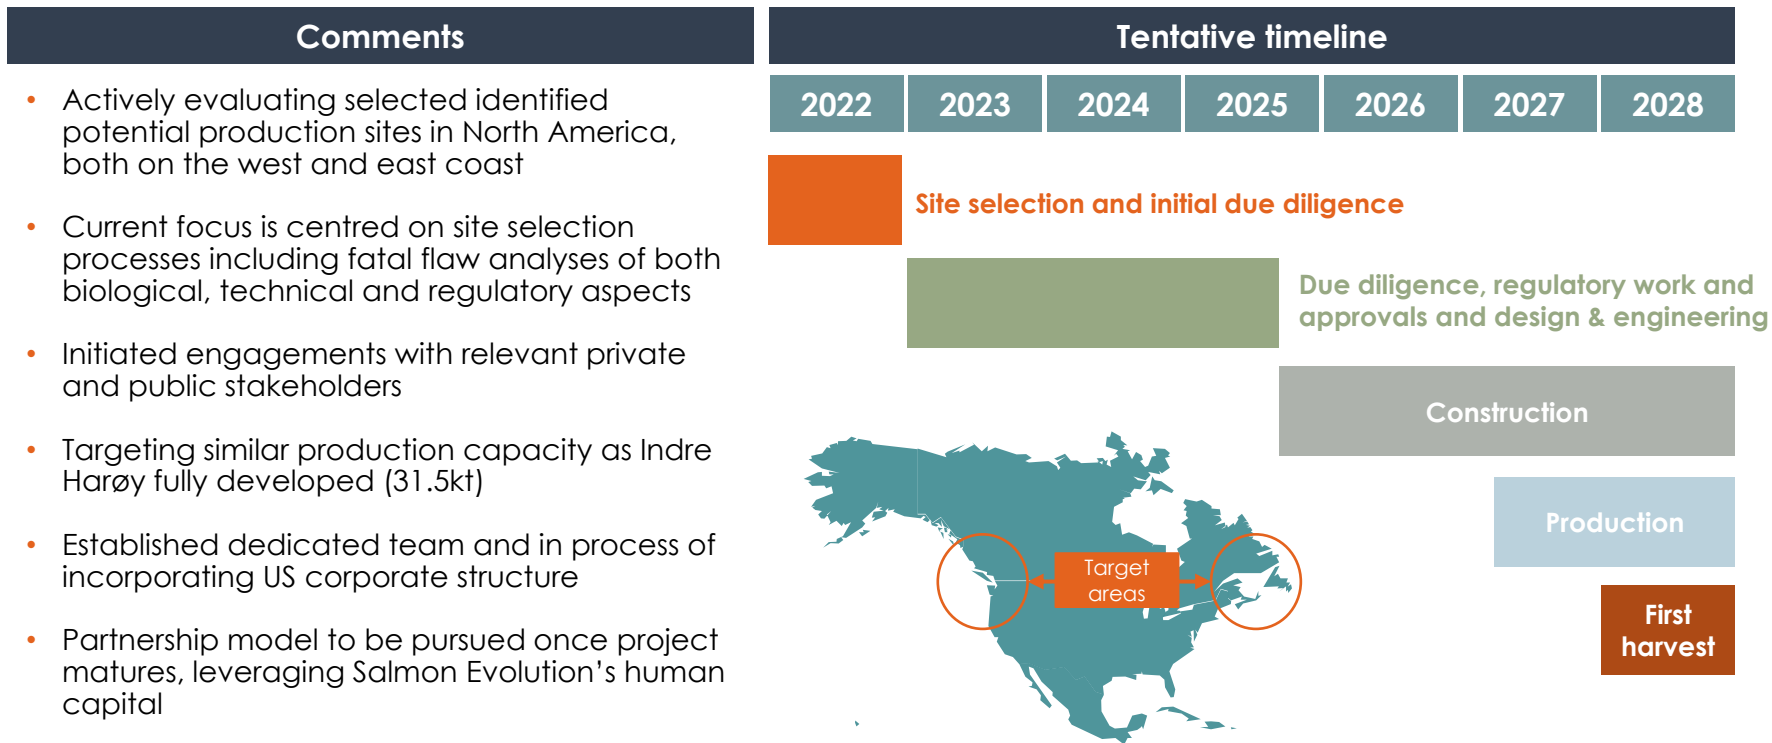 Comments
• Actively evaluating selected identified
potential production sites in North America,
both on the west and east coast
• Current focus is centred on site selection
processes including fatal flaw analyses of both
biological, technical and regulatory aspects
• Initiated engagements with relevant private
and public stakeholders
• Targeting similar production capacity as Indre
Harøy fully developed (31.5kt)
• Established dedicated team and in process of
incorporating US corporate structure
• Partnership model to be pursued once project
matures, leveraging Salmon Evolution’s human
capital
Tentative timeline
2022 2023 2024 2025 2026 2027 2028
Site selection and initial due diligence
Due diligence, regulatory work and
approvals and design & engineering
Construction
Production
First
harvest
Target
areas